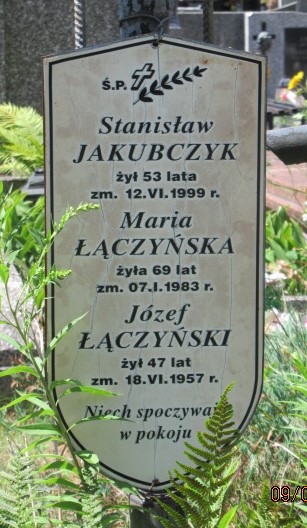 Ś.P.
Stanisław
JAKUBCZYK
żył 53 lata
zm. 12.VI.1999 r.
Maria
ŁĄCZYŃSKA
żyła 69 lat
zm. 07.I.1983 r.
Józef
ŁĄCZYŃSKI
żył 47 lat
zm. 18.VI.1957 r.
Niech spoczywają
w pokoju
09/0